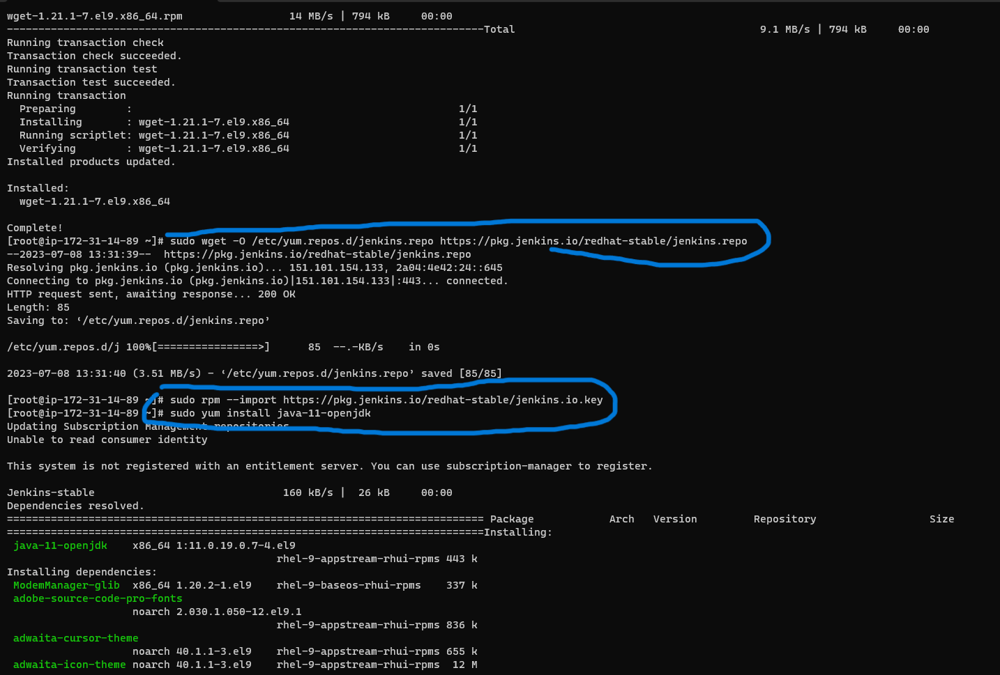 wget-1.21.1-7.el9.x86_64.rpm                 14 MB/s | 794 kB     00:00
----------------------------------------------------------------------------Total                                       9.1 MB/s | 794 kB     00:00
Running transaction check
Transaction check succeeded.
Running transaction test
Transaction test succeeded.
Running transaction
  Preparing        :                                                    1/1
  Installing       : wget-1.21.1-7.el9.x86_64                           1/1
  Running scriptlet: wget-1.21.1-7.el9.x86_64                           1/1
  Verifying        : wget-1.21.1-7.el9.x86_64                           1/1
Installed products updated.
Installed:
  wget-1.21.1-7.el9.x86_64
Complete!
[root@ip-172-31-14-89 ~]# sudo wget -O /etc/yum.repos.d/jenkins.repo https://pkg.jenkins.io/redhat-stable/jenkins.repo
--2023-07-08 13:31:39--  https://pkg.jenkins.io/redhat-stable/jenkins.repo
Resolving pkg.jenkins.io (pkg.jenkins.io)... 151.101.154.133, 2a04:4e42:24::645
Connecting to pkg.jenkins.io (pkg.jenkins.io)|151.101.154.133|:443... connected.
HTTP request sent, awaiting response... 200 OK
Length: 85
Saving to: ‘/etc/yum.repos.d/jenkins.repo’
/etc/yum.repos.d/j 100%[================>]      85  --.-KB/s    in 0s
2023-07-08 13:31:40 (3.51 MB/s) - ‘/etc/yum.repos.d/jenkins.repo’ saved [85/85]
[root@ip-172-31-14-89 ~]# sudo rpm --import https://pkg.jenkins.io/redhat-stable/jenkins.io.key
[root@ip-172-31-14-89 ~]# sudo yum install java-11-openjdk
Updating Subscription Management repositories.
Unable to read consumer identity
This system is not registered with an entitlement server. You can use subscription-manager to register.
Jenkins-stable                              160 kB/s |  26 kB     00:00
Dependencies resolved.
============================================================================ Package            Arch   Version         Repository                  Size
============================================================================Installing:
 java-11-openjdk    x86_64 1:11.0.19.0.7-4.el9
                                           rhel-9-appstream-rhui-rpms 443 k
Installing dependencies:
 ModemManager-glib  x86_64 1.20.2-1.el9    rhel-9-baseos-rhui-rpms    337 k
 adobe-source-code-pro-fonts
                    noarch 2.030.1.050-12.el9.1
                                           rhel-9-appstream-rhui-rpms 836 k
 adwaita-cursor-theme
                    noarch 40.1.1-3.el9    rhel-9-appstream-rhui-rpms 655 k
 adwaita-icon-theme noarch 40.1.1-3.el9    rhel-9-appstream-rhui-rpms  12 M